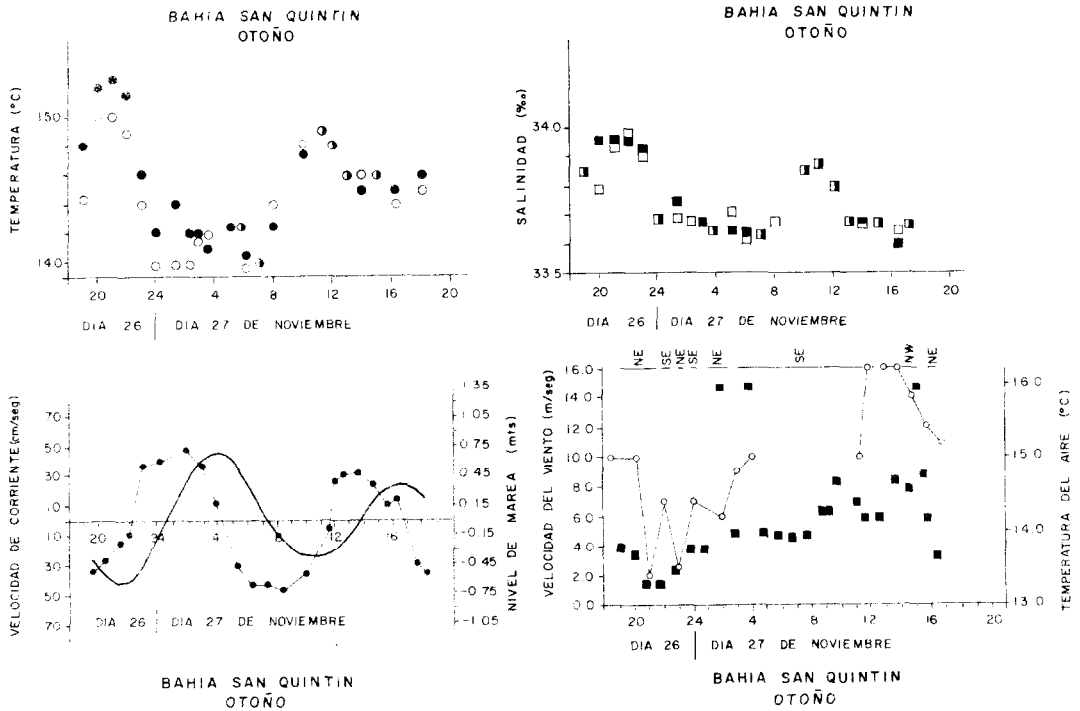 BAHIA SAN QUINTIN
OTOÑO
TEMPERATURA (°C)
15.0
14.0
20 24 4 8 12 16 20
DIA 26 | DIA 27 DE NOVIEMBRE
BAHIA SAN QUINTIN
OTOÑO
SALINIDAD (‰)
34.0
33.5
20 24 4 8 12 16 20
DIA 26 | DIA 27 DE NOVIEMBRE
VELOCIDAD DE CORRIENTE (cm/seg)
70
50
30
10
10
30
50
70
20 24 4 8 12 16
DIA 26 | DIA 27 DE NOVIEMBRE
NIVEL DE MAREA (mts)
1.35
1.05
0.75
0.45
0.15
-0.15
-0.45
-0.75
-1.05
BAHIA SAN QUINTIN
OTOÑO
NE SE NE SE NE SE NW NE
VELOCIDAD DEL VIENTO (m/seg)
16.0
14.0
12.0
10.0
8.0
6.0
4.0
2.0
0.0
TEMPERATURA DEL AIRE (°C)
16.0
15.0
14.0
13.0
20 24 4 8 12 16 20
DIA 26 | DIA 27 DE NOVIEMBRE
BAHIA SAN QUINTIN
OTOÑO